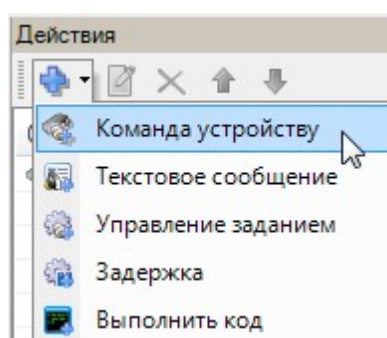 Действия
Команда устройству
Текстовое сообщение
Управление заданием
Задержка
Выполнить код